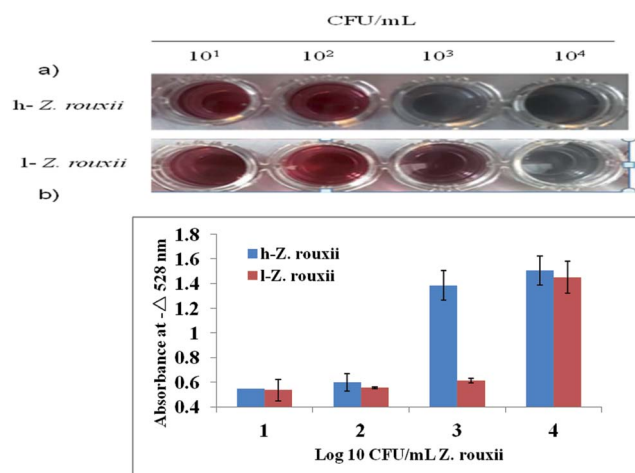 CFU/mL
10¹ 10² 10³ 10⁴
a)
h- Z. rouxii
l- Z. rouxii
b)
1.8
1.6
1.4
1.2
1
0.8
0.6
0.4
Absorbance at -△ 528 nm
h-Z. rouxii
l-Z. rouxii
1 2 3 4
Log 10 CFU/mL Z. rouxii